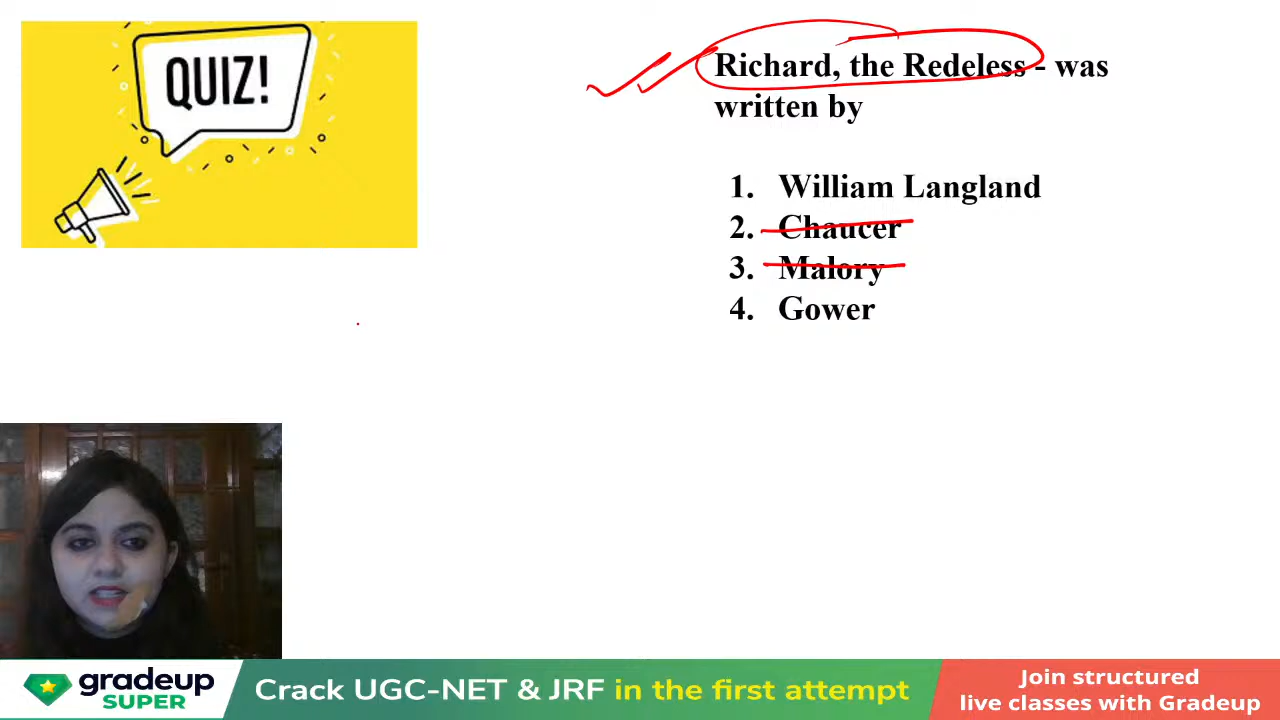 QUIZ!
Richard, the Redeless - was
written by
1. William Langland
2. Chaucer
3. Malory
4. Gower
gradeup
SUPER
Crack UGC-NET & JRF in the first attempt
Join structured
live classes with Gradeup